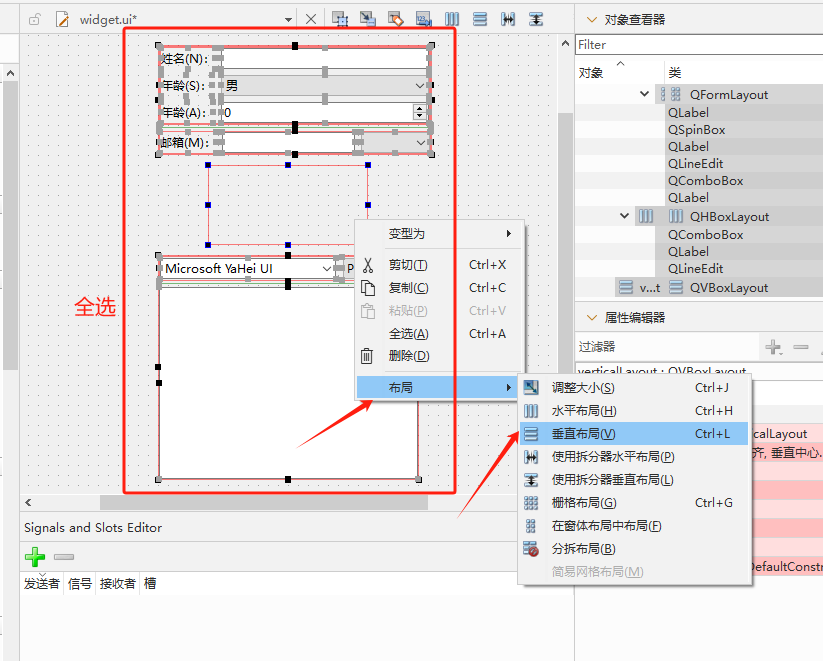 widget.ui*
对象查看器
Filter
对象
类
QFormLayout
QLabel
QSpinBox
QLabel
QLineEdit
QComboBox
QLabel
QHBoxLayout
QComboBox
QLabel
QLineEdit
v...t
QVBoxLayout
姓名(N):
年龄(S):
男
年龄(A):
0
邮箱(M):
Microsoft YaHei UI
P
全选
变型为
剪切(T) Ctrl+X
复制(C) Ctrl+C
粘贴(P) Ctrl+V
全选(A) Ctrl+A
删除(D)
布局
调整大小(S) Ctrl+J
水平布局(H) Ctrl+H
垂直布局(V) Ctrl+L
使用拆分器水平布局(P)
使用拆分器垂直布局(L)
栅格布局(G) Ctrl+G
在窗体布局中布局(F)
分拆布局(B)
简易网格布局(M)
属性编辑器
过滤器
verticalLayout : QVBoxLayout
calLayout
齐, 垂直中心.
DefaultConstr
Signals and Slots Editor
发送者 信号 接收者 槽